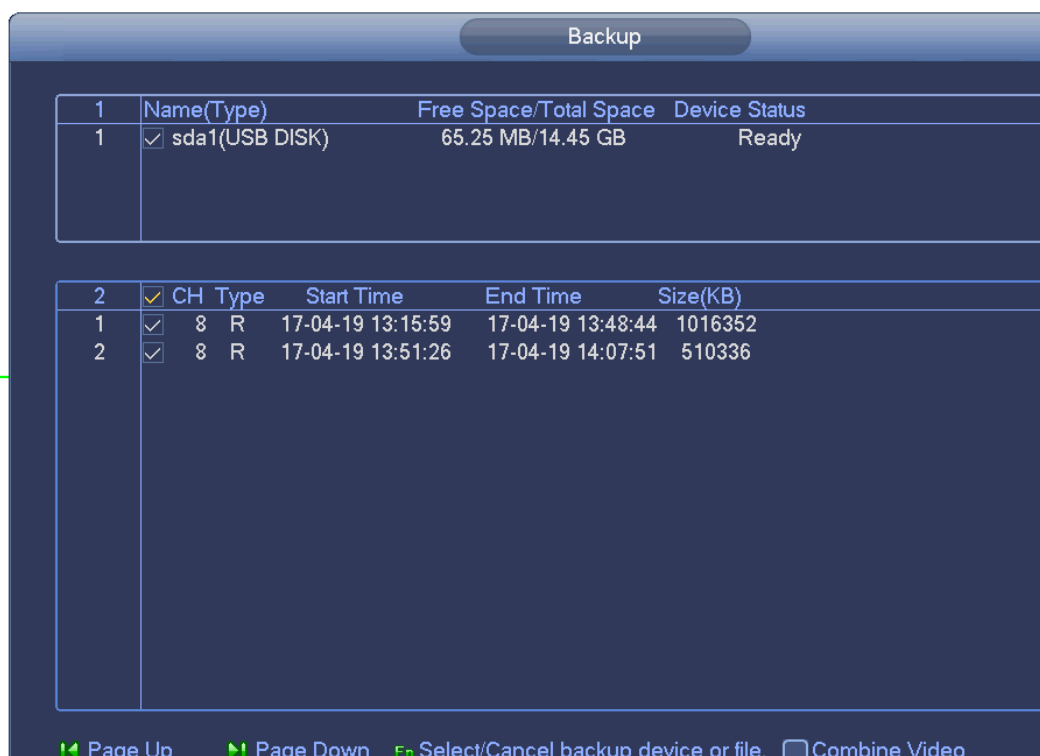 Backup
1 Name(Type) Free Space/Total Space Device Status
1 sda1(USB DISK) 65.25 MB/14.45 GB Ready
2 CH Type Start Time End Time Size(KB)
1 8 R 17-04-19 13:15:59 17-04-19 13:48:44 1016352
2 8 R 17-04-19 13:51:26 17-04-19 14:07:51 510336
Page Up Page Down Fn Select/Cancel backup device or file. Combine Video